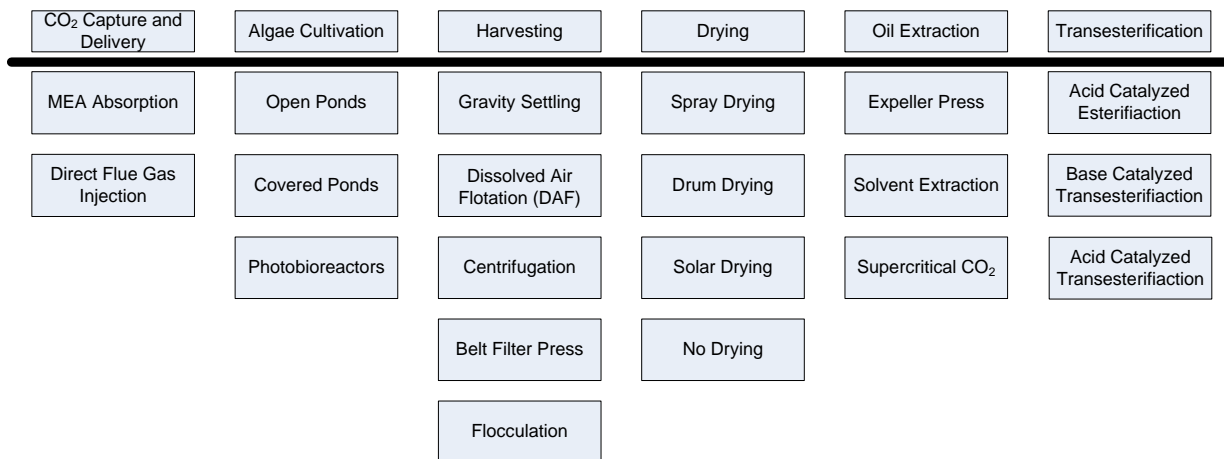 CO₂ Capture and
Delivery
Algae Cultivation
Harvesting
Drying
Oil Extraction
Transesterification
MEA Absorption
Open Ponds
Gravity Settling
Spray Drying
Expeller Press
Acid Catalyzed
Esterifiaction
Direct Flue Gas
Injection
Covered Ponds
Dissolved Air
Flotation (DAF)
Drum Drying
Solvent Extraction
Base Catalyzed
Transesterifiaction
Photobioreactors
Centrifugation
Solar Drying
Supercritical CO₂
Acid Catalyzed
Transesterifiaction
Belt Filter Press
No Drying
Flocculation